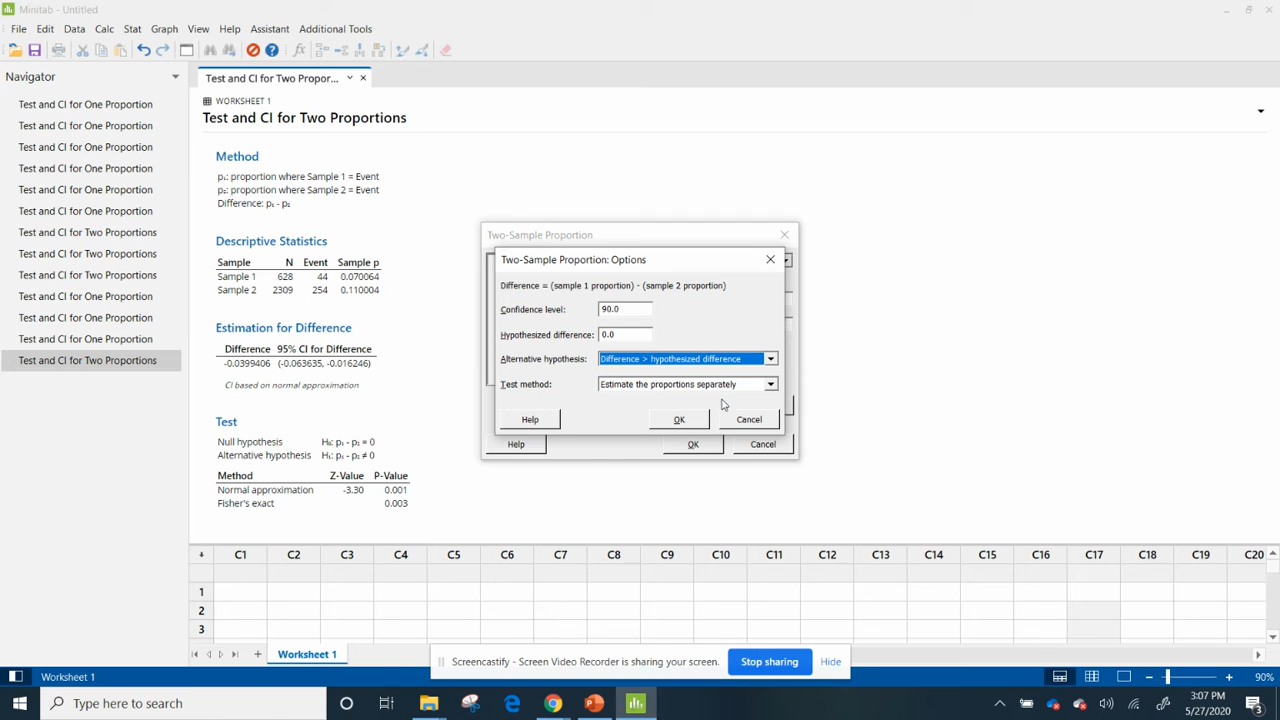 Minitab - Untitled
File Edit Data Calc Stat Graph View Help Assistant Additional Tools
Navigator
Test and CI for One Proportion
Test and CI for One Proportion
Test and CI for One Proportion
Test and CI for One Proportion
Test and CI for One Proportion
Test and CI for One Proportion
Test and CI for Two Proportions
Test and CI for Two Proportions
Test and CI for Two Proportions
Test and CI for One Proportions
Test and CI for One Proportions
Test and CI for One Proportion
Test and CI for Two Proportions
Test and CI for Two Propor...
WORKSHEET 1
Test and CI for Two Proportions
Method
p₁: proportion where Sample 1 = Event
p₂: proportion where Sample 2 = Event
Difference: p₁ - p₂
Descriptive Statistics
Sample N Event Sample p
Sample 1 628 44 0.070064
Sample 2 2309 254 0.110004
Estimation for Difference
Difference 95% CI for Difference
-0.0399406 (-0.063635, -0.016246)
CI based on normal approximation
Test
Null hypothesis H₀: p₁ - p₂ = 0
Alternative hypothesis H₁: p₁ - p₂ ≠ 0
Method Z-Value P-Value
Normal approximation -3.30 0.001
Fisher's exact 0.003
Two-Sample Proportion
Two-Sample Proportion: Options
Difference = (sample 1 proportion) - (sample 2 proportion)
Confidence level: 90.0
Hypothesized difference: 0.0
Alternative hypothesis: Difference > hypothesized difference
Test method: Estimate the proportions separately
Help OK Cancel
Help OK Cancel
C1 C2 C3 C4 C5 C6 C7 C8 C9 C10 C11 C12 C13 C14 C15 C16 C17 C18 C19 C20
1
2
3
Worksheet 1
Screencastify - Screen Video Recorder is sharing your screen. Stop sharing Hide
Worksheet 1 90%
Type here to search
3:07 PM
5/27/2020
3